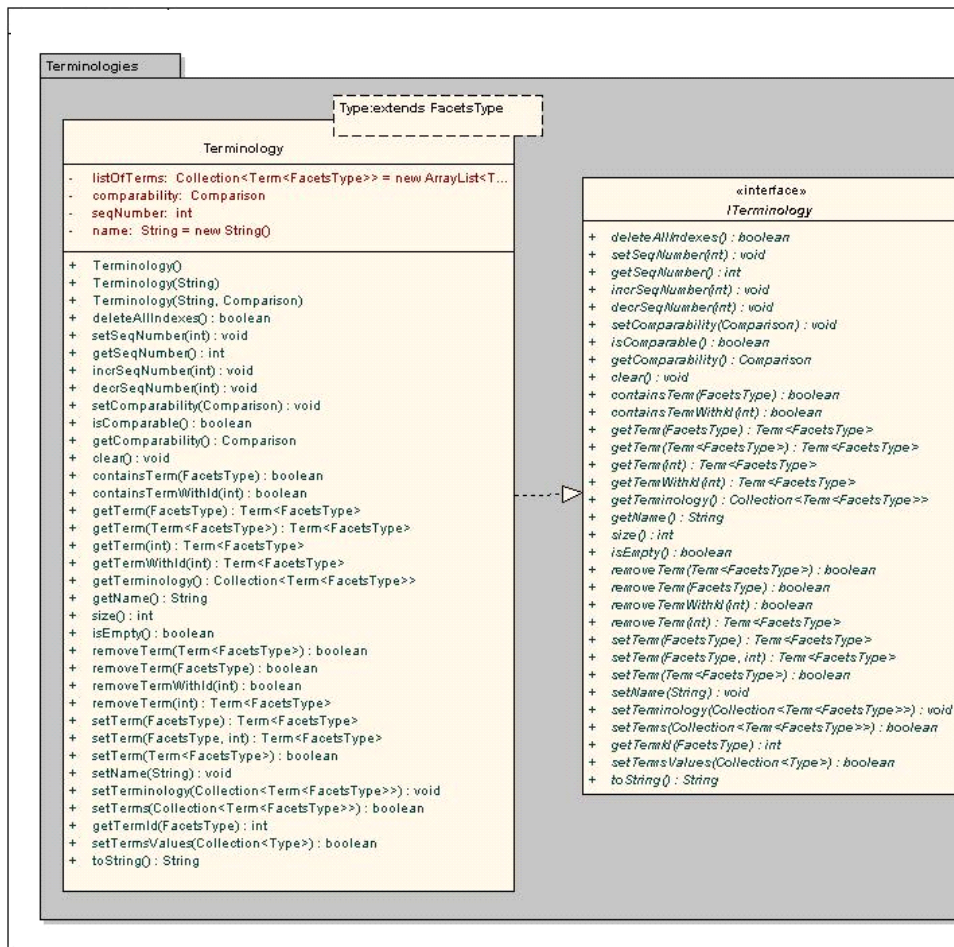 Terminologies
Type:extends FacetsType
Terminology
- listOfTerms: Collection<Term<FacetsType>> = new ArrayList<T...
- comparability: Comparison
- seqNumber: int
- name: String = new String()
+ Terminology()
+ Terminology(String)
+ Terminology(String, Comparison)
+ deleteAllIndexes() : boolean
+ setSeqNumber(int) : void
+ getSeqNumber() : int
+ incrSeqNumber(int) : void
+ decrSeqNumber(int) : void
+ setComparability(Comparison) : void
+ isComparable() : boolean
+ getComparability() : Comparison
+ clear() : void
+ containsTerm(FacetsType) : boolean
+ containsTermWithId(int) : boolean
+ getTerm(FacetsType) : Term<FacetsType>
+ getTerm(Term<FacetsType>) : Term<FacetsType>
+ getTerm(int) : Term<FacetsType>
+ getTermWithId(int) : Term<FacetsType>
+ getTerminology() : Collection<Term<FacetsType>>
+ getName() : String
+ size() : int
+ isEmpty() : boolean
+ removeTerm(Term<FacetsType>) : boolean
+ removeTerm(FacetsType) : boolean
+ removeTermWithId(int) : boolean
+ removeTerm(int) : Term<FacetsType>
+ setTerm(FacetsType) : Term<FacetsType>
+ setTerm(FacetsType, int) : Term<FacetsType>
+ setTerm(Term<FacetsType>) : boolean
+ setName(String) : void
+ setTerminology(Collection<Term<FacetsType>>) : void
+ setTerms(Collection<Term<FacetsType>>) : boolean
+ getTermId(FacetsType) : int
+ setTermsValues(Collection<Type>) : boolean
+ toString() : String
«interface»
ITerminology
+ deleteAllIndexes() : boolean
+ setSeqNumber(int) : void
+ getSeqNumber() : int
+ incrSeqNumber(int) : void
+ decrSeqNumber(int) : void
+ setComparability(Comparison) : void
+ isComparable() : boolean
+ getComparability() : Comparison
+ clear() : void
+ containsTerm(FacetsType) : boolean
+ containsTermWithId(int) : boolean
+ getTerm(FacetsType) : Term<FacetsType>
+ getTerm(Term<FacetsType>) : Term<FacetsType>
+ getTerm(int) : Term<FacetsType>
+ getTermWithId(int) : Term<FacetsType>
+ getTerminology() : Collection<Term<FacetsType>>
+ getName() : String
+ size() : int
+ isEmpty() : boolean
+ removeTerm(Term<FacetsType>) : boolean
+ removeTerm(FacetsType) : boolean
+ removeTermWithId(int) : boolean
+ removeTerm(int) : Term<FacetsType>
+ setTerm(FacetsType) : Term<FacetsType>
+ setTerm(FacetsType, int) : Term<FacetsType>
+ setTerm(Term<FacetsType>) : boolean
+ setName(String) : void
+ setTerminology(Collection<Term<FacetsType>>) : void
+ setTerms(Collection<Term<FacetsType>>) : boolean
+ getTermId(FacetsType) : int
+ setTermsValues(Collection<Type>) : boolean
+ toString() : String